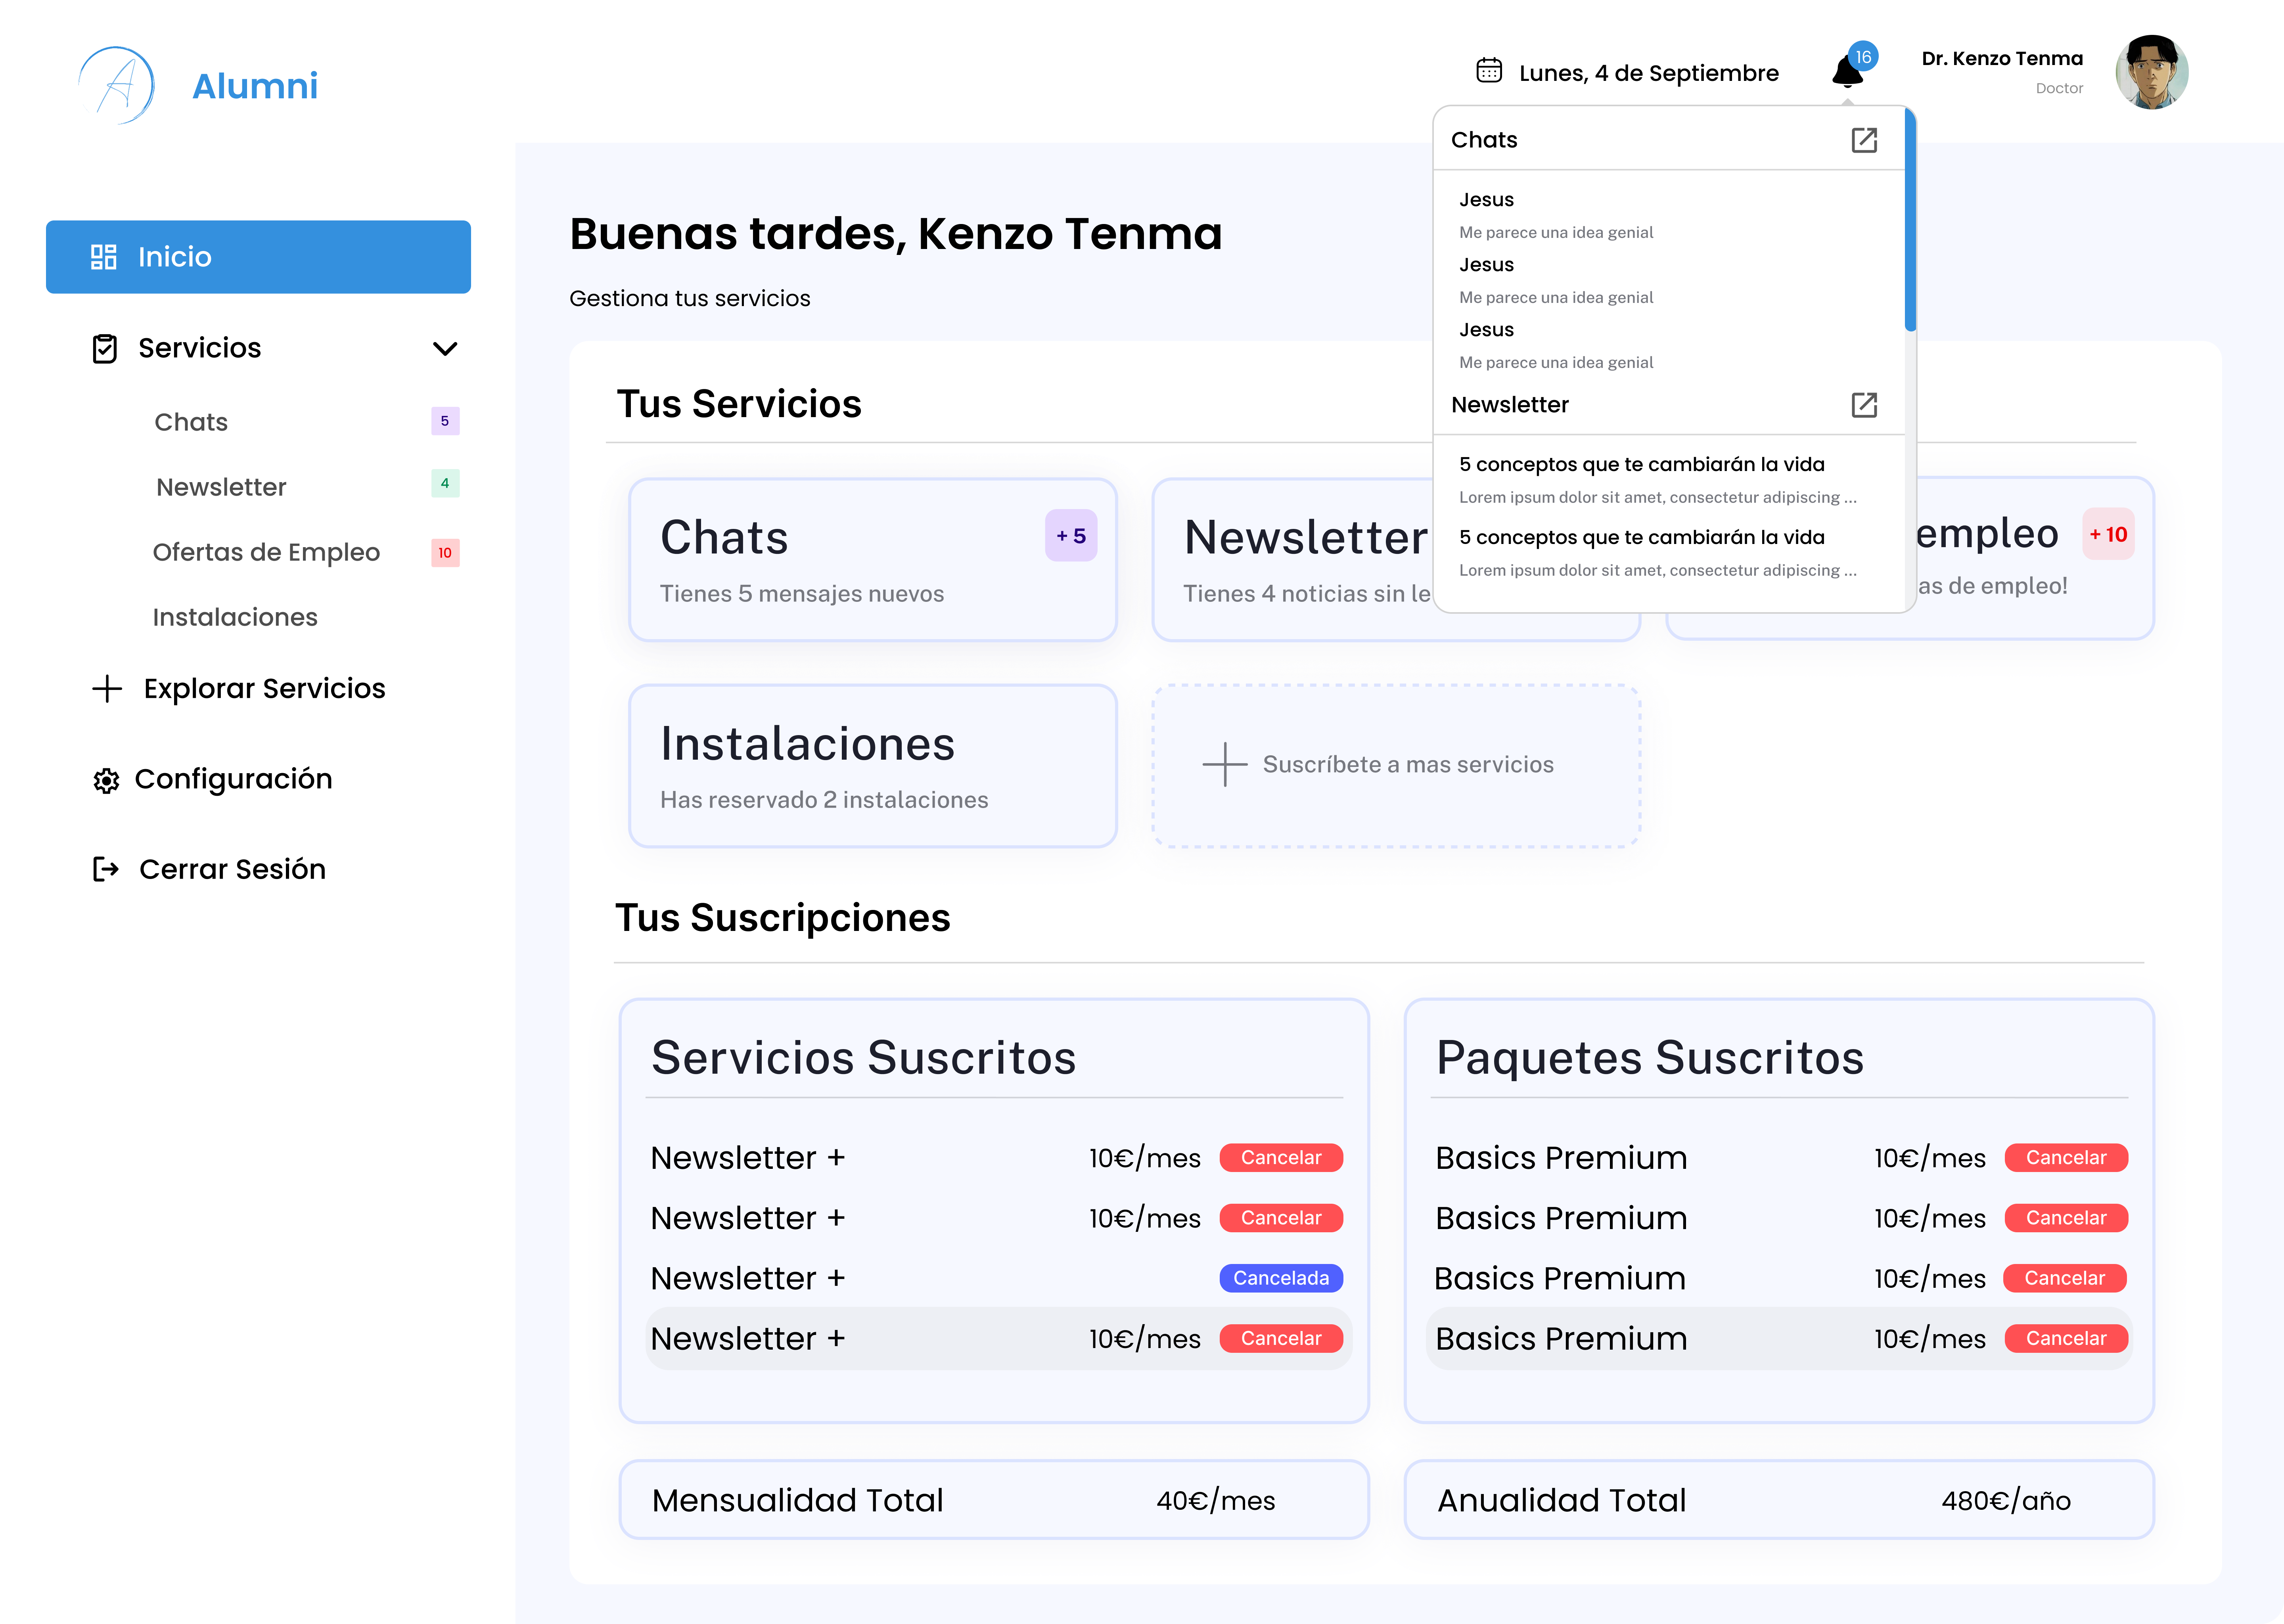 Alumni
Lunes, 4 de Septiembre
16
Dr. Kenzo Tenma
Doctor
Inicio
Servicios
Chats
5
Newsletter
4
Ofertas de Empleo
10
Instalaciones
Explorar Servicios
Configuración
Cerrar Sesión
Chats
Jesus
Me parece una idea genial
Jesus
Me parece una idea genial
Jesus
Me parece una idea genial
Newsletter
5 conceptos que te cambiarán la vida
Lorem ipsum dolor sit amet, consectetur adipiscing ...
5 conceptos que te cambiarán la vida
Lorem ipsum dolor sit amet, consectetur adipiscing ...
Buenas tardes, Kenzo Tenma
Gestiona tus servicios
Tus Servicios
Chats
+ 5
Tienes 5 mensajes nuevos
Newsletter
Tienes 4 noticias sin le
empleo
+ 10
as de empleo!
Instalaciones
Has reservado 2 instalaciones
Suscríbete a mas servicios
Tus Suscripciones
Servicios Suscritos
Newsletter + 10€/mes Cancelar
Newsletter + 10€/mes Cancelar
Newsletter + Cancelada
Newsletter + 10€/mes Cancelar
Paquetes Suscritos
Basics Premium 10€/mes Cancelar
Basics Premium 10€/mes Cancelar
Basics Premium 10€/mes Cancelar
Basics Premium 10€/mes Cancelar
Mensualidad Total 40€/mes
Anualidad Total 480€/año